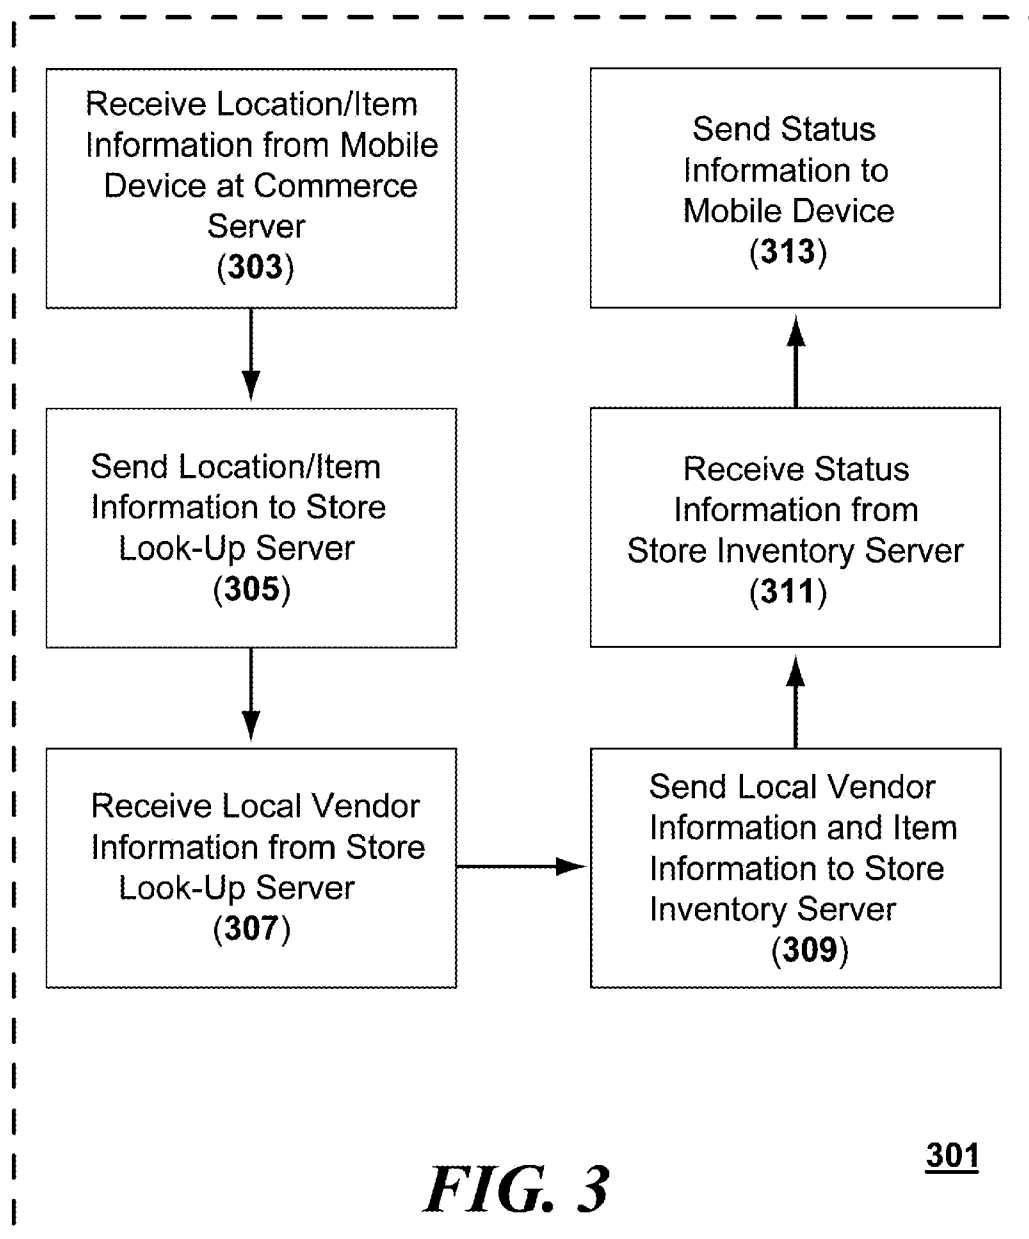 Receive Location/Item
Information from Mobile
Device at Commerce
Server
(303)
Send Location/Item
Information to Store
Look-Up Server
(305)
Receive Local Vendor
Information from Store
Look-Up Server
(307)
Send Local Vendor
Information and Item
Information to Store
Inventory Server
(309)
Receive Status
Information from
Store Inventory Server
(311)
Send Status
Information to
Mobile Device
(313)
301
FIG. 3